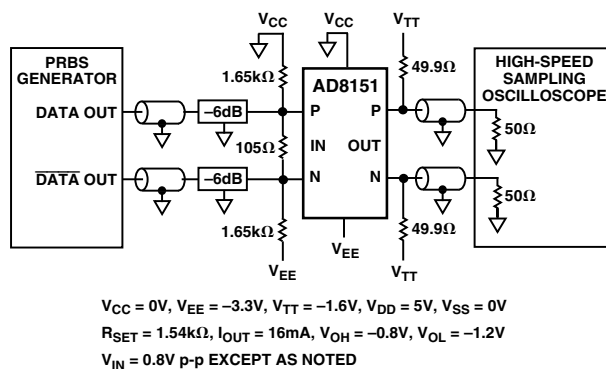 V_CC V_CC V_TT
PRBS GENERATOR
1.65kΩ
AD8151
49.9Ω
HIGH-SPEED SAMPLING OSCILLOSCOPE
DATA OUT
–6dB
P
P
50Ω
105Ω
IN OUT
D̅A̅T̅A̅ OUT
–6dB
N
N
50Ω
1.65kΩ
V_EE
49.9Ω
V_EE
V_TT
V_CC = 0V, V_EE = –3.3V, V_TT = –1.6V, V_DD = 5V, V_SS = 0V
R_SET = 1.54kΩ, I_OUT = 16mA, V_OH = –0.8V, V_OL = –1.2V
V_IN = 0.8V p-p EXCEPT AS NOTED